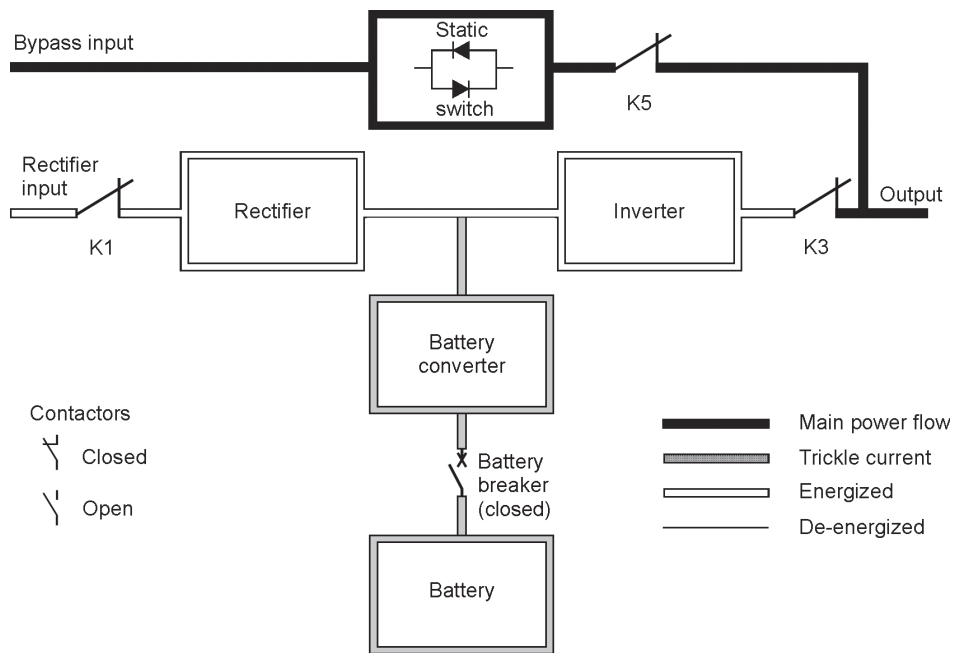 Bypass input
Static
switch
K5
Rectifier
input
K1
Rectifier
Inverter
K3
Output
Battery
converter
Battery
breaker
(closed)
Battery
Contactors
Closed
Open
Main power flow
Trickle current
Energized
De-energized